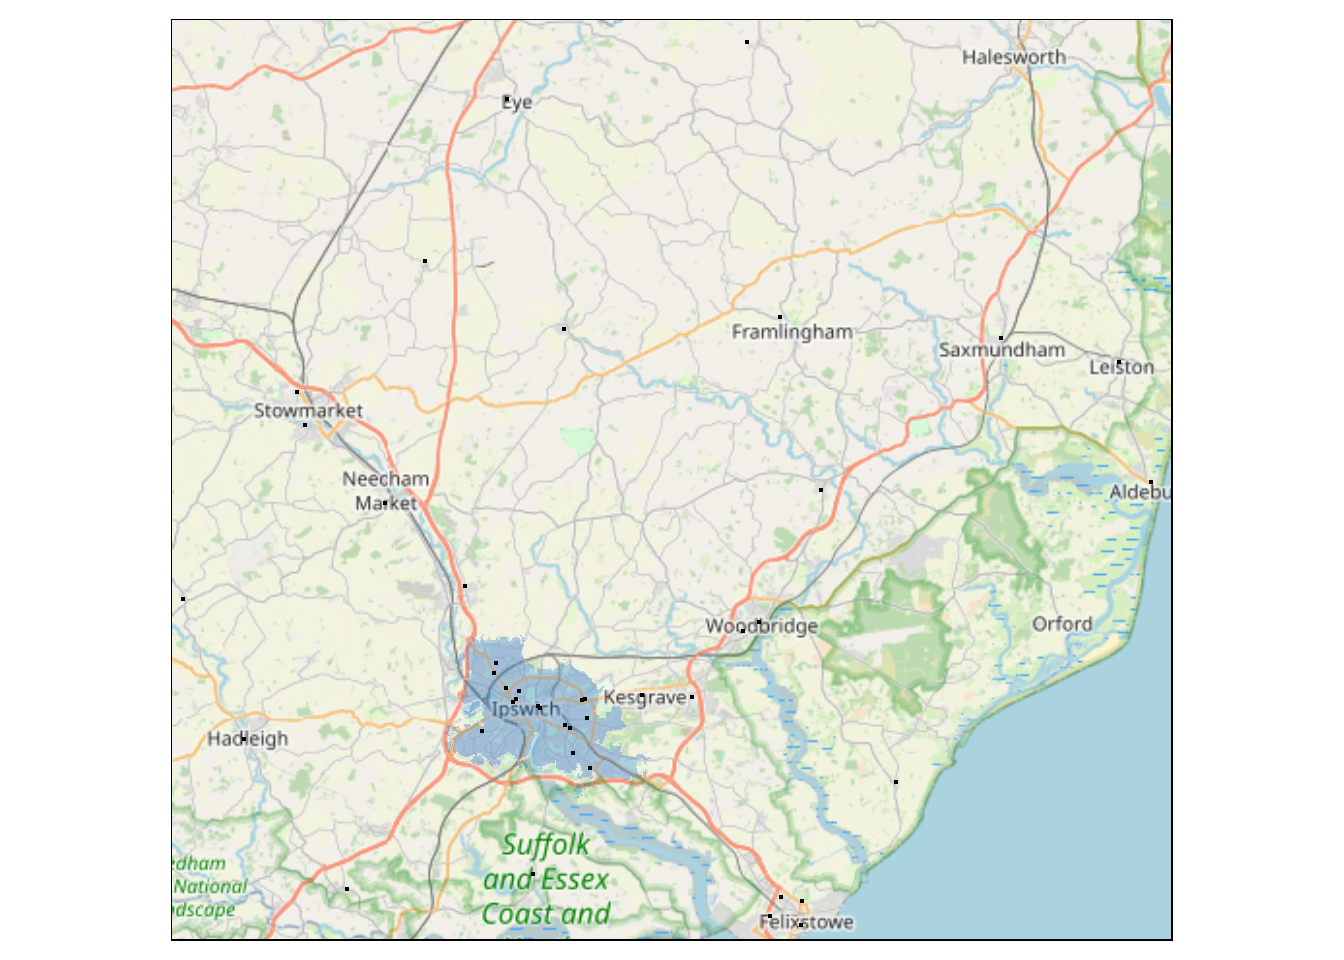 Halesworth
Eye
Framlingham
Saxmundham
Leiston
Stowmarket
Needham
Market
Aldebu
Woodbridge
Orford
Kesgrave
Ipswich
Hadleigh
Suffolk
and Essex
Coast and
edham
National
dscape
Felixstowe